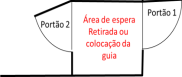 Portão 1
Portão 2
Área de espera
Retirada ou
colocação da
guia